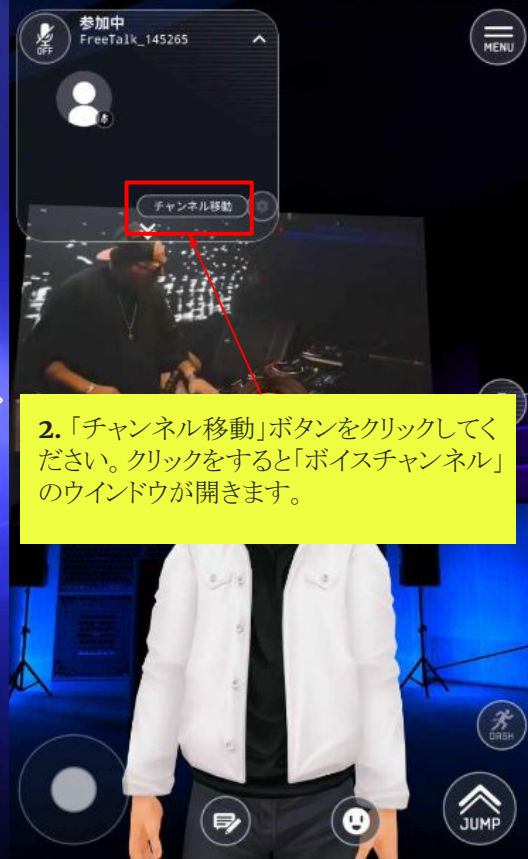 参加中
FreeTalk_145265
OFF
MENU
チャンネル移動
2. 「チャンネル移動」ボタンをクリックしてく
ださい。クリックをすると「ボイスチャンネル」
のウインドウが開きます。
DASH
JUMP